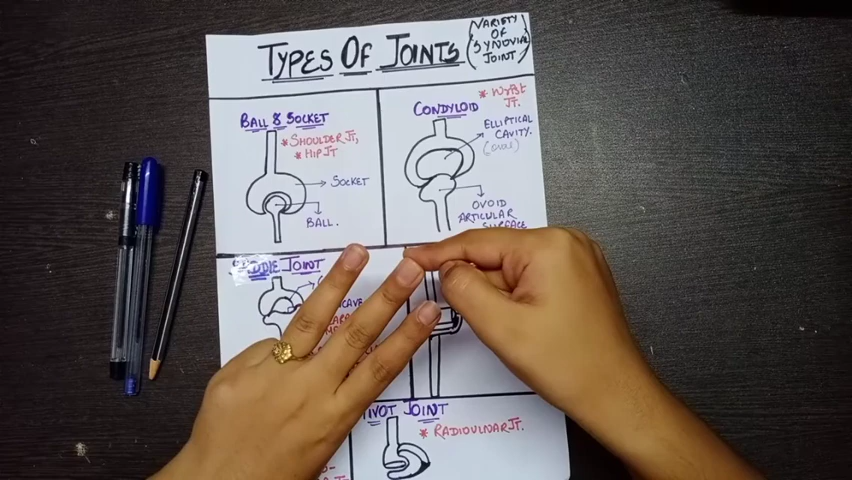 TYPES OF JOINTS
(VARIETY
OF
SYNOVIAL
JOINT)
BALL & SOCKET
* SHOULDER JT,
* HIP JT
SOCKET
BALL.
CONDYLOID
* WRIST
JT.
ELLIPTICAL
CAVITY.
(oval)
OVOID
ARTICULAR
SURFACE
SADDLE JOINT
PIVOT JOINT
* RADIOULNAR JT.